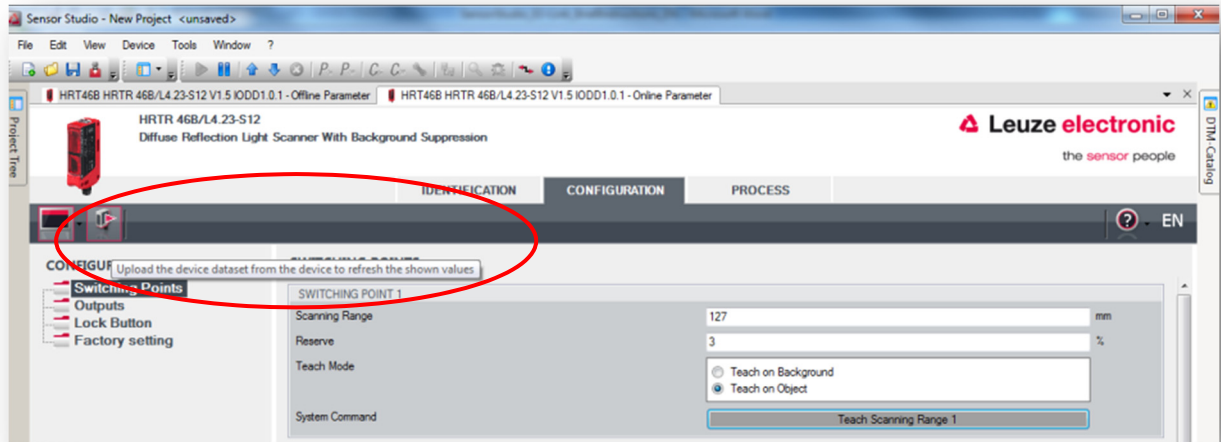 Sensor Studio - New Project <unsaved>
File Edit View Device Tools Window ?
HRT46B HRTR 46B/L4.23-S12 V1.5 IODD1.0.1 - Offline Parameter
HRT46B HRTR 46B/L4.23-S12 V1.5 IODD1.0.1 - Online Parameter
Project Tree
DTM-Catalog
HRTR 46B/L4.23-S12
Diffuse Reflection Light Scanner With Background Suppression
Leuze electronic
the sensor people
IDENTIFICATION CONFIGURATION PROCESS
? EN
CONFIGUR
Upload the device dataset from the device to refresh the shown values
Switching Points
Outputs
Lock Button
Factory setting
SWITCHING POINT 1
Scanning Range 127 mm
Reserve 3 %
Teach Mode
Teach on Background
Teach on Object
System Command Teach Scanning Range 1